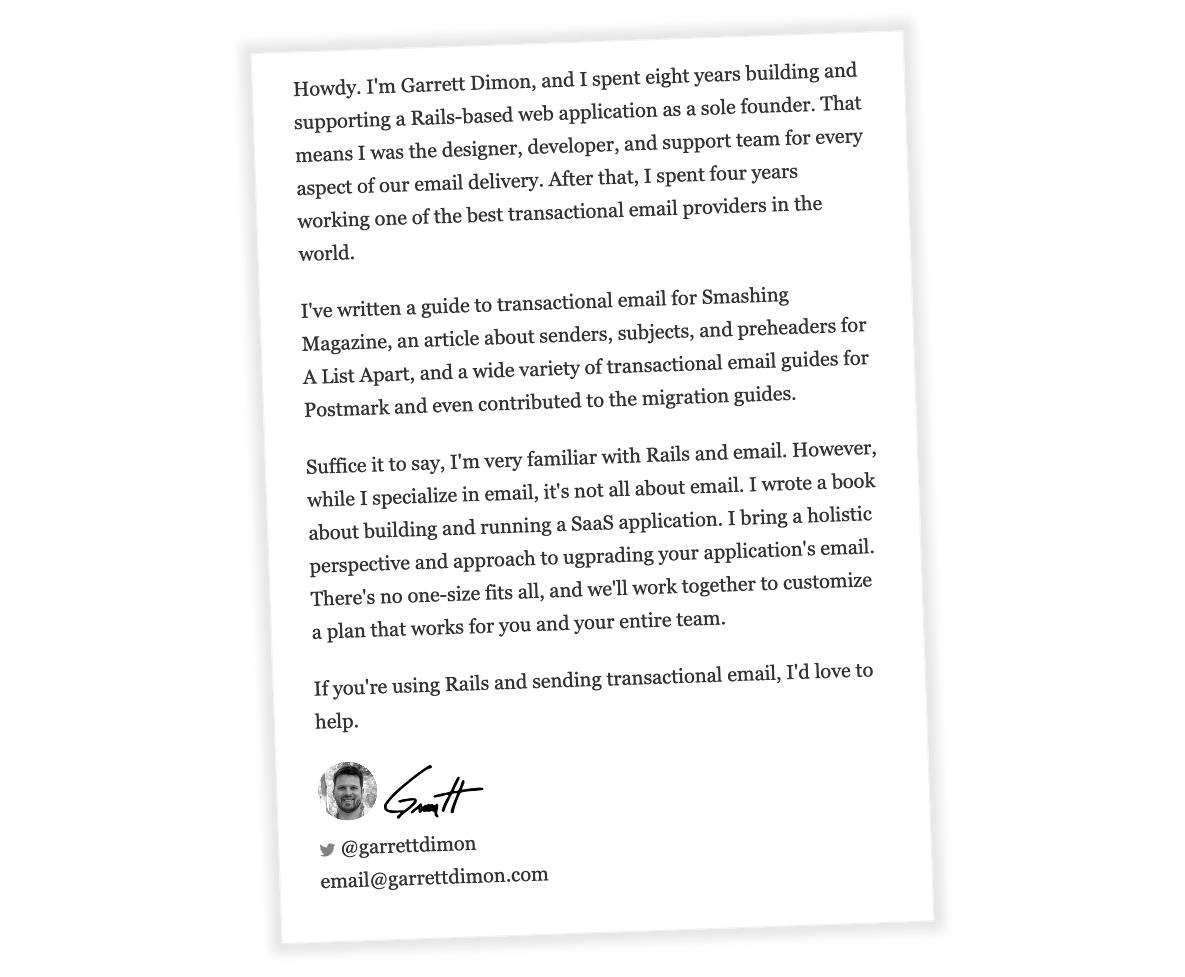 Howdy. I'm Garrett Dimon, and I spent eight years building and
supporting a Rails-based web application as a sole founder. That
means I was the designer, developer, and support team for every
aspect of our email delivery. After that, I spent four years
working one of the best transactional email providers in the
world.
I've written a guide to transactional email for Smashing
Magazine, an article about senders, subjects, and preheaders for
A List Apart, and a wide variety of transactional email guides for
Postmark and even contributed to the migration guides.
Suffice it to say, I'm very familiar with Rails and email. However,
while I specialize in email, it's not all about email. I wrote a book
about building and running a SaaS application. I bring a holistic
perspective and approach to ugprading your application's email.
There's no one-size fits all, and we'll work together to customize
a plan that works for you and your entire team.
If you're using Rails and sending transactional email, I'd love to
help.
Garrett
@garrettdimon
email@garrettdimon.com